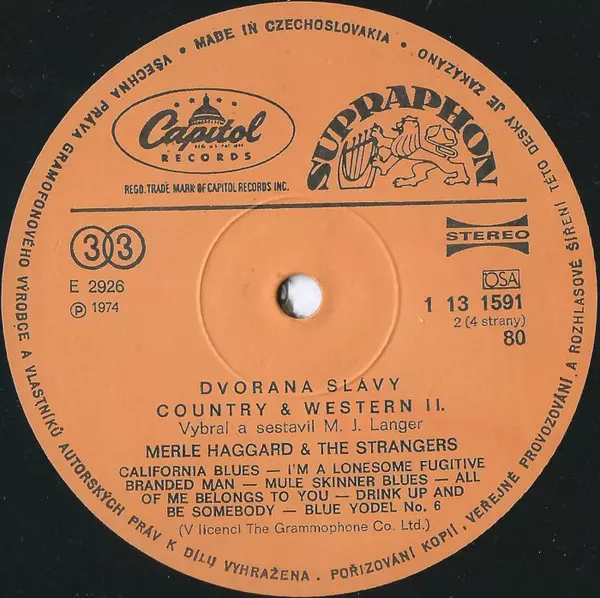 VŠECHNA PRÁVA GRAMOFONOVÉHO VÝROBCE A VLASTNÍKŮ AUTORSKÝCH PRÁV K DÍLU VYHRAŽENA. POŘIZOVÁNÍ KOPIÍ, VEŘEJNÉ PROVOZOVÁNÍ A ROZHLASOVÉ ŠÍŘENÍ TÉTO DESKY JE ZAKÁZÁNO
• MADE IN CZECHOSLOVAKIA •
Capitol
RECORDS
REGD. TRADE MARK OF CAPITOL RECORDS INC.
SUPRAPHON
33
STEREO
E 2926
OSA
℗ 1974
1 13 1591
2 (4 strany)
80
DVORANA SLÁVY
COUNTRY & WESTERN II.
Vybral a sestavil M. J. Langer
MERLE HAGGARD & THE STRANGERS
CALIFORNIA BLUES — I'M A LONESOME FUGITIVE
BRANDED MAN — MULE SKINNER BLUES — ALL
OF ME BELONGS TO YOU — DRINK UP AND
BE SOMEBODY — BLUE YODEL No. 6
(V licenci The Grammophone Co. Ltd.)